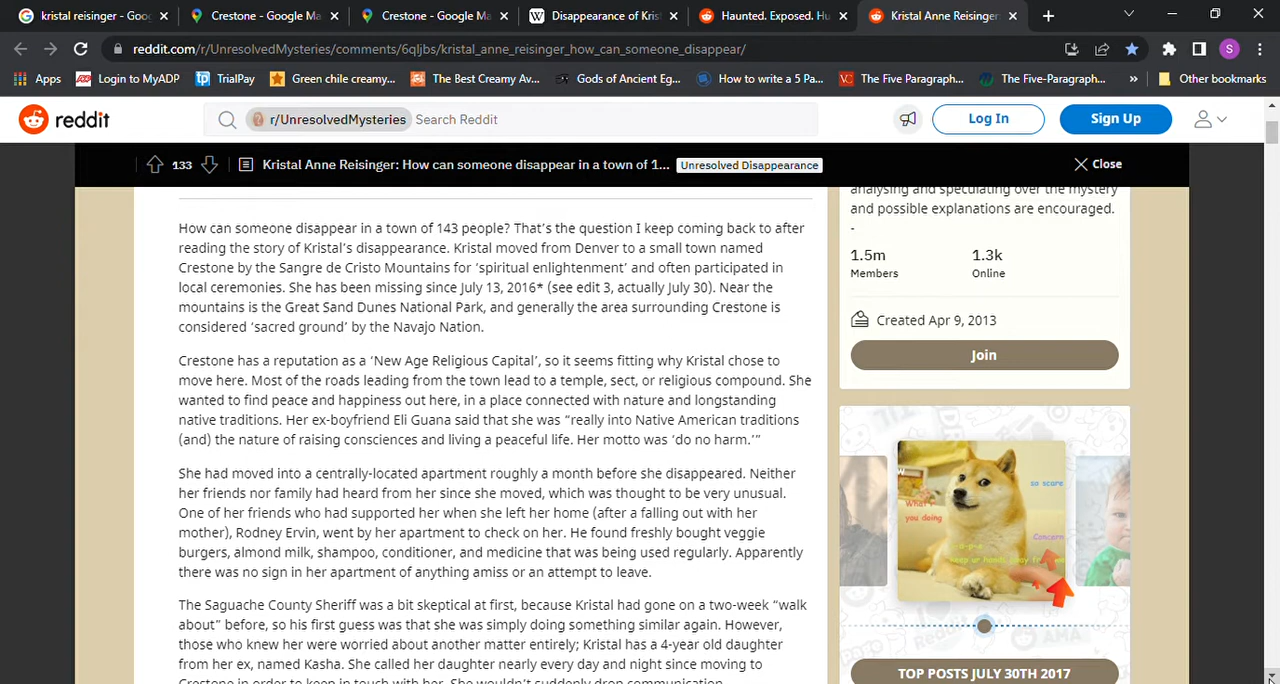 kristal reisinger - Goo
Crestone - Google Ma
Crestone - Google Ma
Disappearance of Kris
Haunted. Exposed. Hu
Kristal Anne Reisinger
reddit.com/r/UnresolvedMysteries/comments/6qljbs/kristal_anne_reisinger_how_can_someone_disappear/
S
Apps
Login to MyADP
TrialPay
Green chile creamy...
The Best Creamy Av...
Gods of Ancient Eg...
How to write a 5 Pa...
The Five Paragraph...
The Five-Paragraph...
Other bookmarks
reddit
r/UnresolvedMysteries Search Reddit
Log In
Sign Up
133
Kristal Anne Reisinger: How can someone disappear in a town of 1...
Unresolved Disappearance
Close
How can someone disappear in a town of 143 people? That's the question I keep coming back to after
reading the story of Kristal's disappearance. Kristal moved from Denver to a small town named
Crestone by the Sangre de Cristo Mountains for 'spiritual enlightenment' and often participated in
local ceremonies. She has been missing since July 13, 2016* (see edit 3, actually July 30). Near the
mountains is the Great Sand Dunes National Park, and generally the area surrounding Crestone is
considered 'sacred ground' by the Navajo Nation.
Crestone has a reputation as a 'New Age Religious Capital', so it seems fitting why Kristal chose to
move here. Most of the roads leading from the town lead to a temple, sect, or religious compound. She
wanted to find peace and happiness out here, in a place connected with nature and longstanding
native traditions. Her ex-boyfriend Eli Guana said that she was "really into Native American traditions
(and) the nature of raising consciences and living a peaceful life. Her motto was 'do no harm.'"
She had moved into a centrally-located apartment roughly a month before she disappeared. Neither
her friends nor family had heard from her since she moved, which was thought to be very unusual.
One of her friends who had supported her when she left her home (after a falling out with her
mother), Rodney Ervin, went by her apartment to check on her. He found freshly bought veggie
burgers, almond milk, shampoo, conditioner, and medicine that was being used regularly. Apparently
there was no sign in her apartment of anything amiss or an attempt to leave.
The Saguache County Sheriff was a bit skeptical at first, because Kristal had gone on a two-week "walk
about" before, so his first guess was that she was simply doing something similar again. However,
those who knew her were worried about another matter entirely; Kristal has a 4-year old daughter
from her ex, named Kasha. She called her daughter nearly every day and night since moving to
Crestone in order to keep in touch with her. She wouldn't suddenly drop communication
analysing and speculating over the mystery
and possible explanations are encouraged.
-
1.5m
Members
1.3k
Online
Created Apr 9, 2013
Join
so scare
What
you doing
Concern
AMA
TOP POSTS JULY 30TH 2017